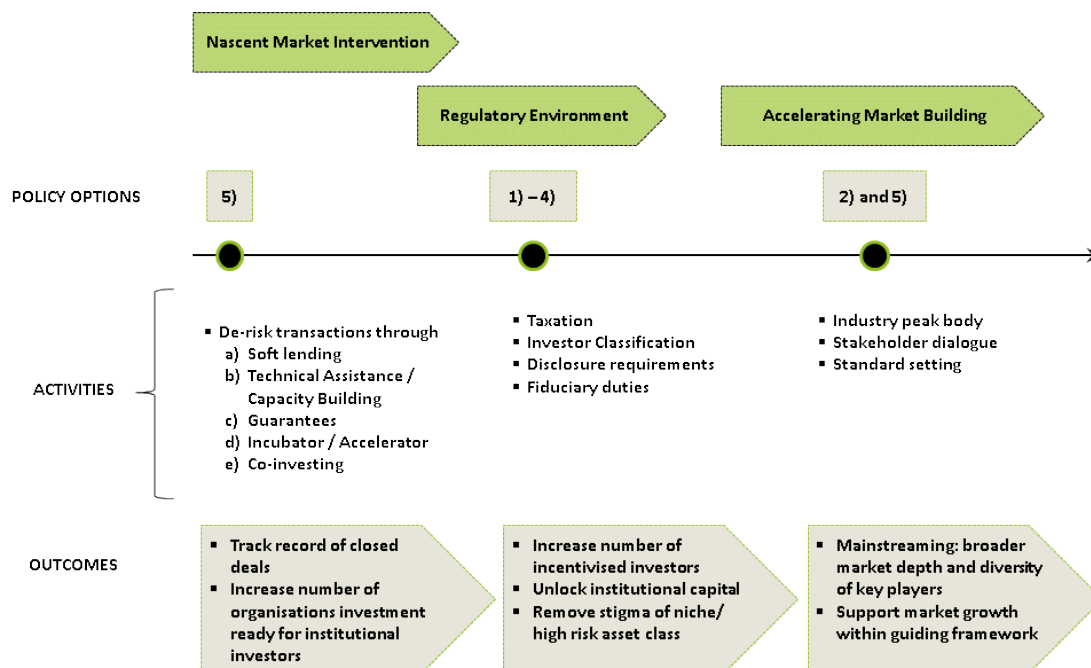 Nascent Market Intervention
Regulatory Environment
Accelerating Market Building
POLICY OPTIONS
5)
1) – 4)
2) and 5)
ACTIVITIES
▪ De-risk transactions through
a) Soft lending
b) Technical Assistance /
Capacity Building
c) Guarantees
d) Incubator / Accelerator
e) Co-investing
▪ Taxation
▪ Investor Classification
▪ Disclosure requirements
▪ Fiduciary duties
▪ Industry peak body
▪ Stakeholder dialogue
▪ Standard setting
OUTCOMES
▪ Track record of closed
deals
▪ Increase number of
organisations investment
ready for institutional
investors
▪ Increase number of
incentivised investors
▪ Unlock institutional capital
▪ Remove stigma of niche/
high risk asset class
▪ Mainstreaming: broader
market depth and diversity
of key players
▪ Support market growth
within guiding framework